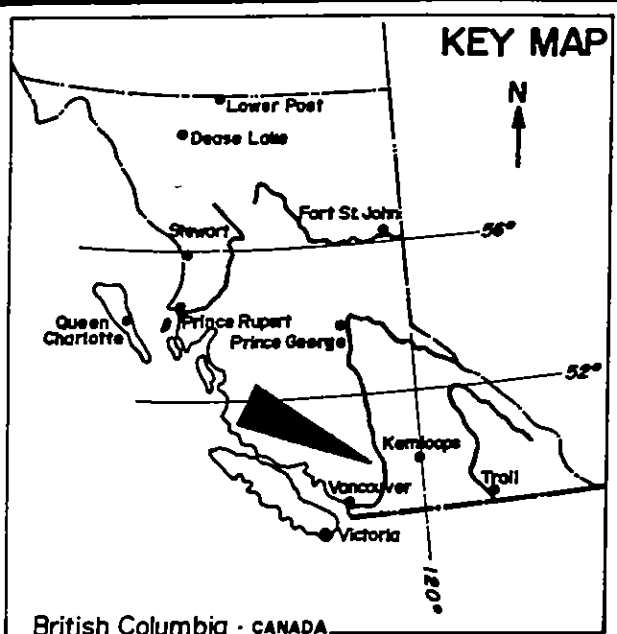 KEY MAP
N
Lower Post
Dease Lake
Fort St. John
Stewart
56°
Queen
Charlotte
Prince Rupert
Prince George
52°
Kamloops
Vancouver
Trail
Victoria
120°
British Columbia · CANADA